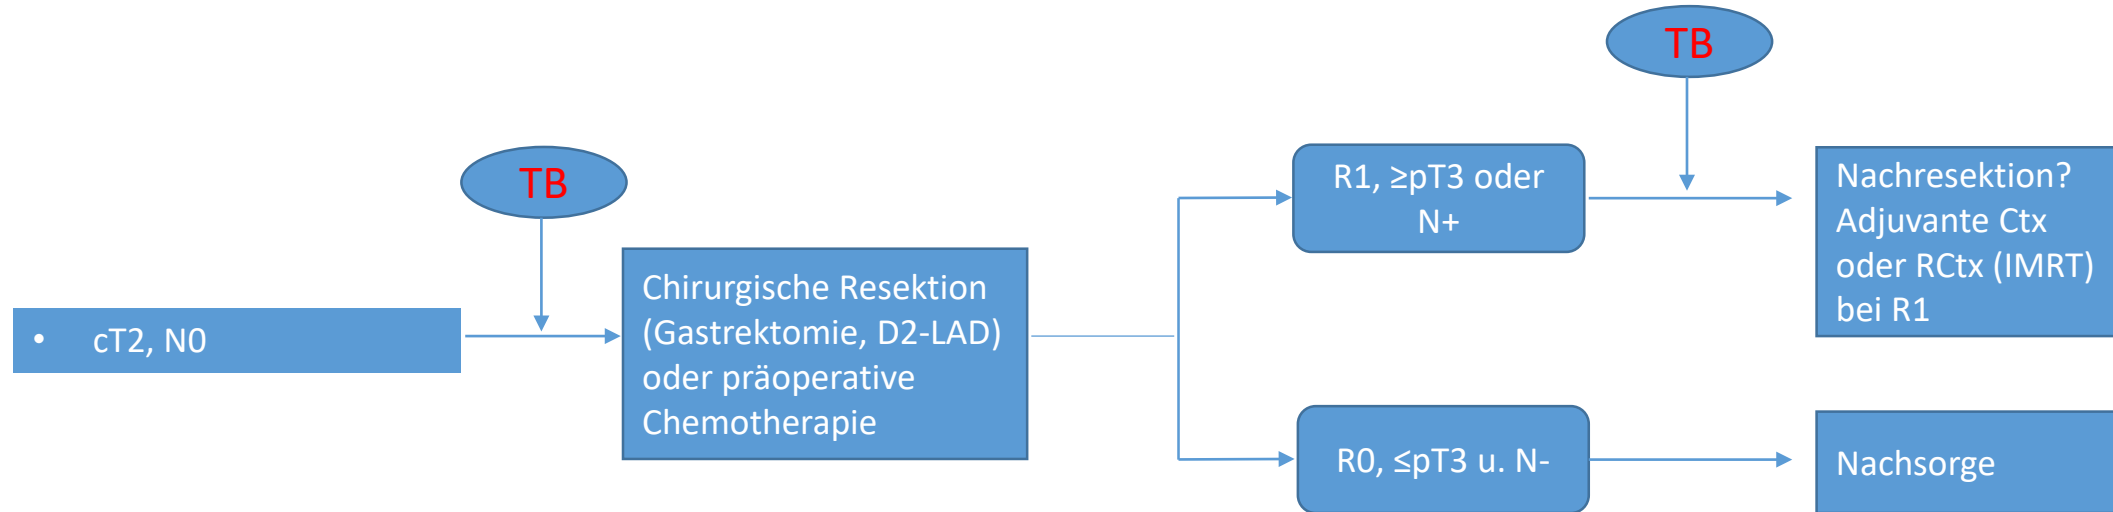 TB
TB
• cT2, N0
Chirurgische Resektion
(Gastrektomie, D2-LAD)
oder präoperative
Chemotherapie
R1, ≥pT3 oder
N+
Nachresektion?
Adjuvante Ctx
oder RCtx (IMRT)
bei R1
R0, ≤pT3 u. N-
Nachsorge